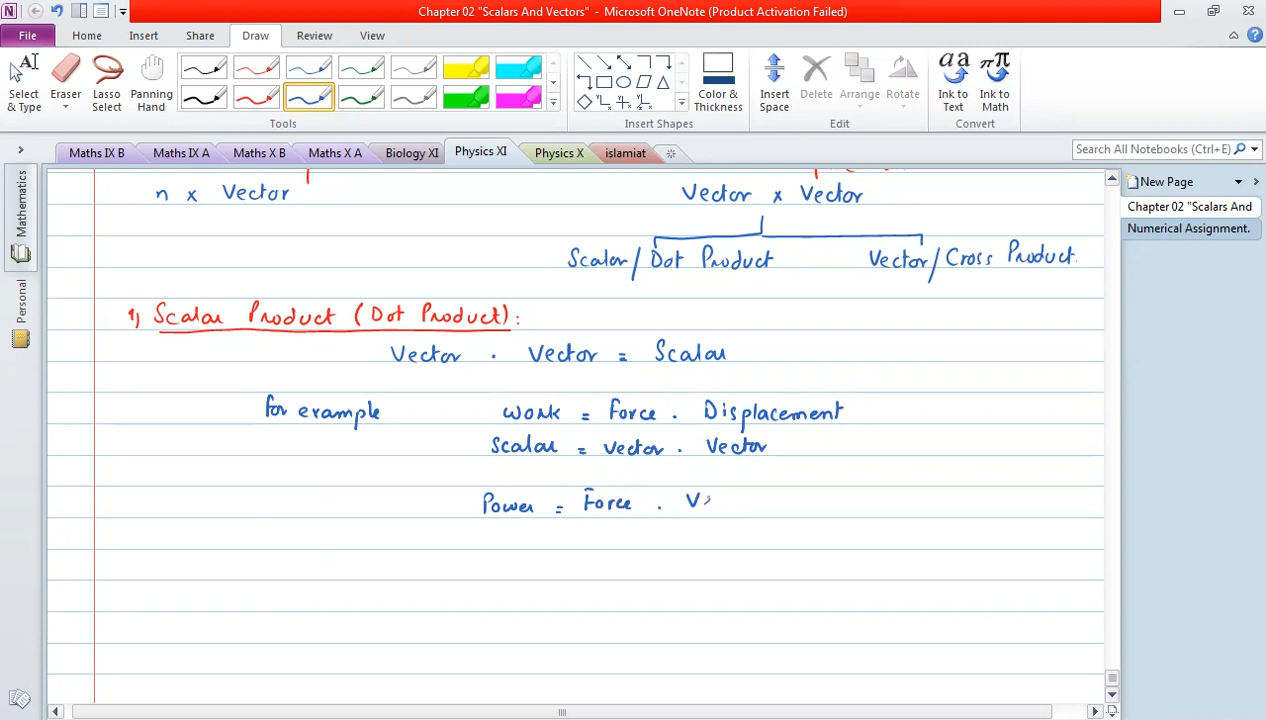 Chapter 02 "Scalars And Vectors" - Microsoft OneNote (Product Activation Failed)
File Home Insert Share Draw Review View
Select & Type Eraser Lasso Select Panning Hand Color & Thickness Insert Space Delete Arrange Rotate Ink to Text Ink to Math
Tools Insert Shapes Edit Convert
Maths IX B Maths IX A Maths X B Maths X A Biology XI Physics XI Physics X islamiat
Search All Notebooks (Ctrl+E)
New Page
Chapter 02 "Scalars And
Numerical Assignment.
Mathematics
Personal
n x Vector Vector x Vector
Scalar/Dot Product Vector/Cross Product.
1) Scalar Product (Dot Product):
Vector . Vector = Scalar
for example work = Force . Displacement
Scalar = vector . Vector
Power = Force .